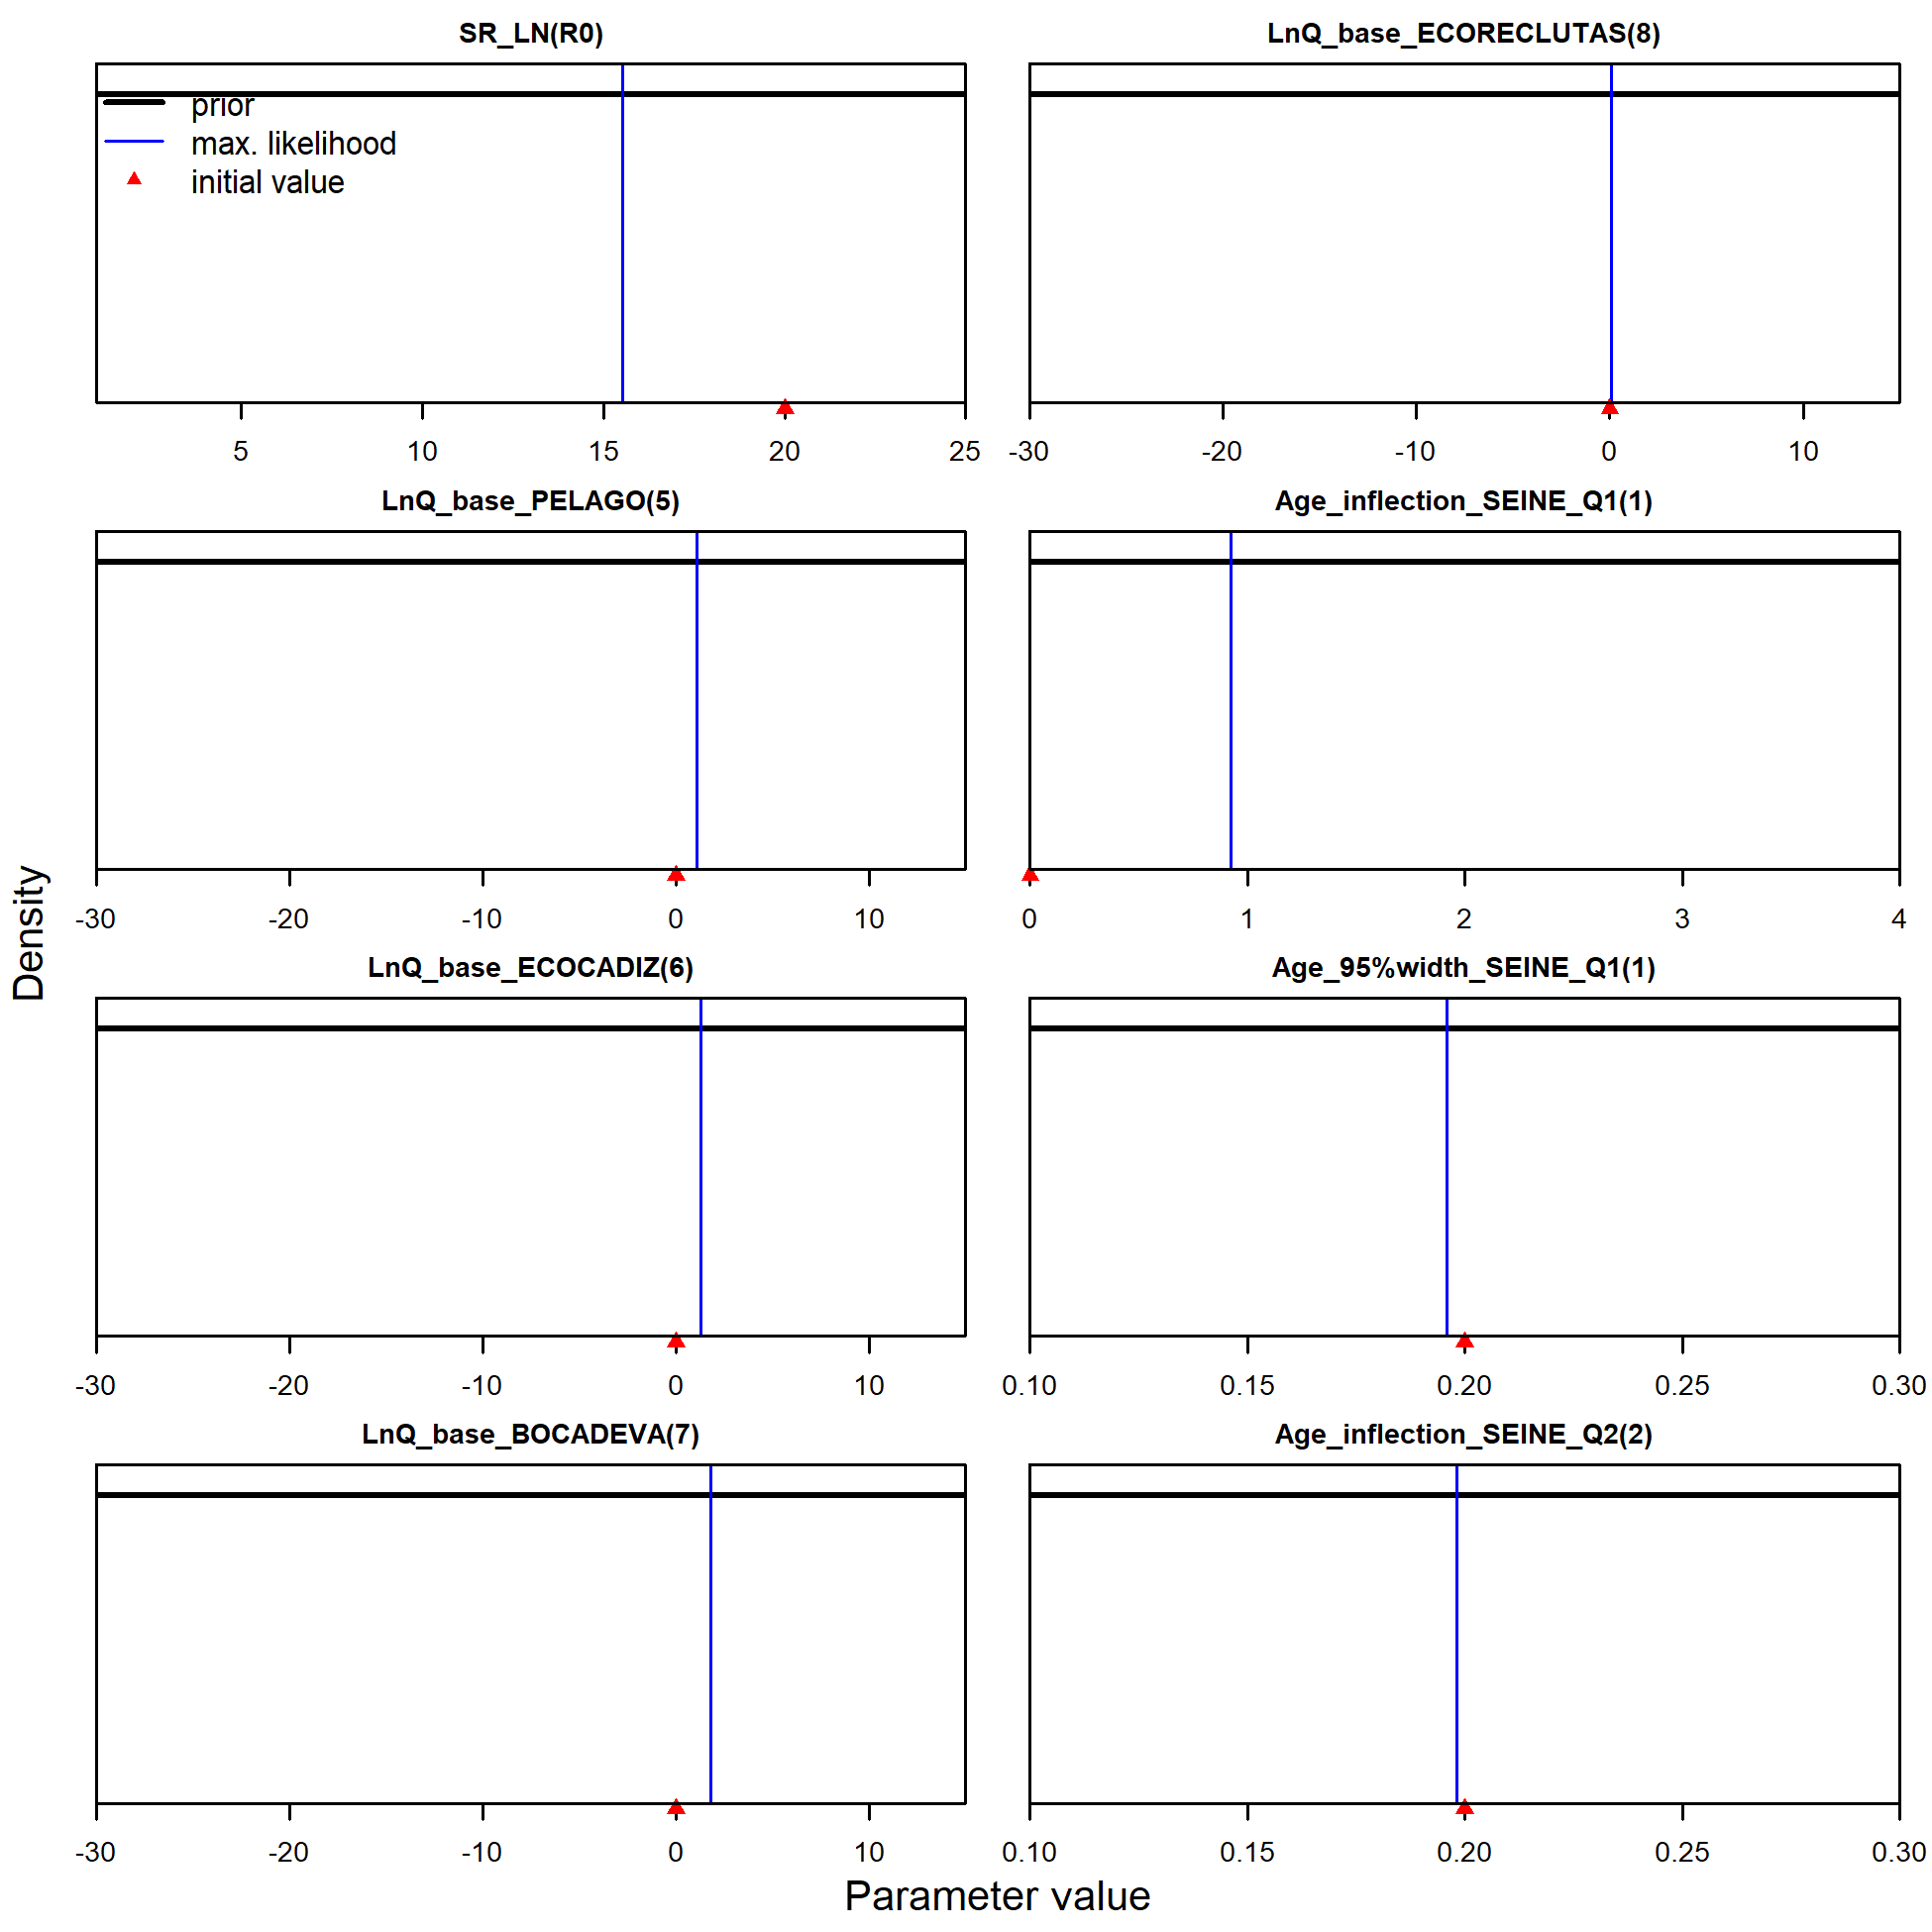 SR_LN(R0)
prior
max. likelihood
initial value
5 10 15 20 25
LnQ_base_ECORECLUTAS(8)
-30 -20 -10 0 10
LnQ_base_PELAGO(5)
-30 -20 -10 0 10
Age_inflection_SEINE_Q1(1)
0 1 2 3 4
LnQ_base_ECOCADIZ(6)
-30 -20 -10 0 10
Age_95%width_SEINE_Q1(1)
0.10 0.15 0.20 0.25 0.30
LnQ_base_BOCADEVA(7)
-30 -20 -10 0 10
Age_inflection_SEINE_Q2(2)
0.10 0.15 0.20 0.25 0.30
Density
Parameter value